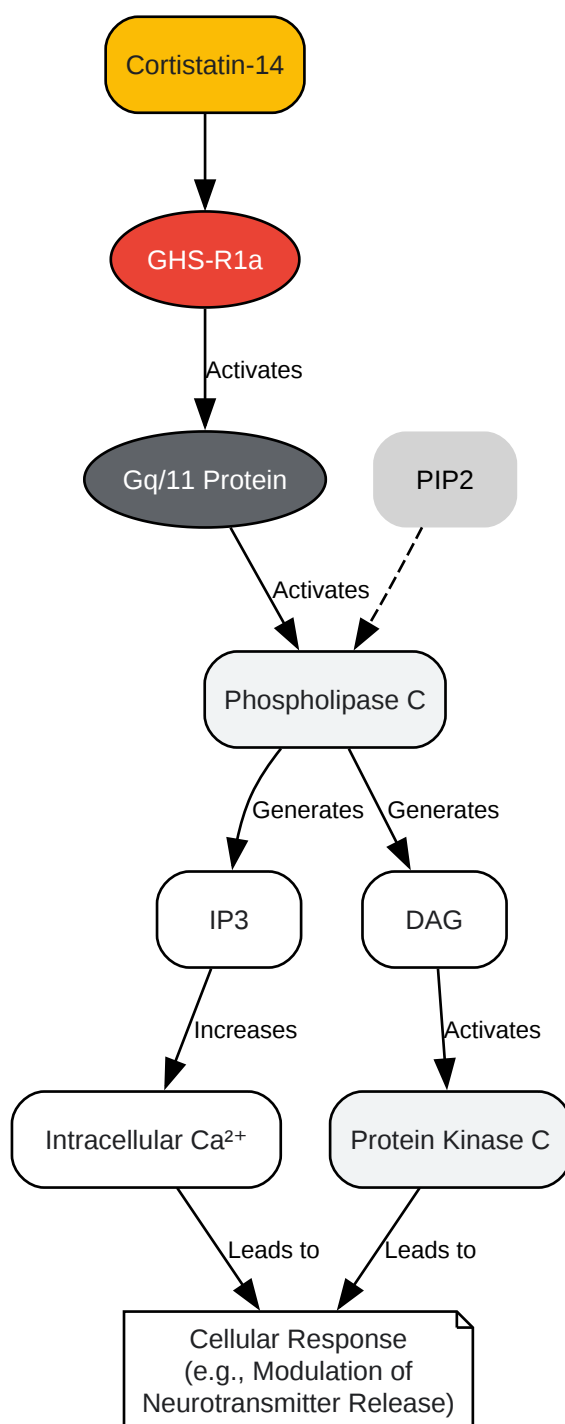 Cortistatin-14
GHS-R1a
Activates
Gq/11 Protein
PIP2
Activates
Phospholipase C
Generates
Generates
IP3
DAG
Increases
Activates
Intracellular Ca²⁺
Protein Kinase C
Leads to
Leads to
Cellular Response
(e.g., Modulation of
Neurotransmitter Release)